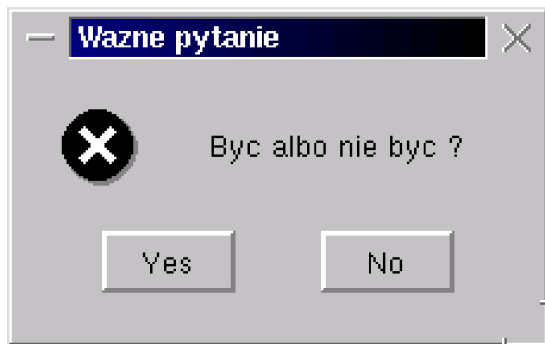 Wazne pytanie
Byc albo nie byc ?
Yes No